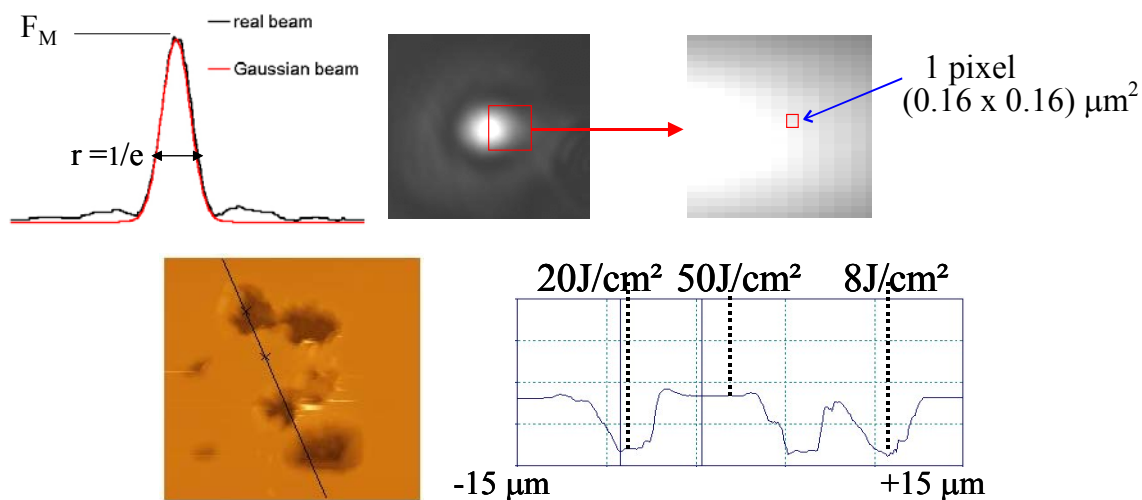 F_M
real beam
Gaussian beam
r =1/e
1 pixel
(0.16 x 0.16) μm²
20J/cm² 50J/cm² 8J/cm²
-15 μm +15 μm